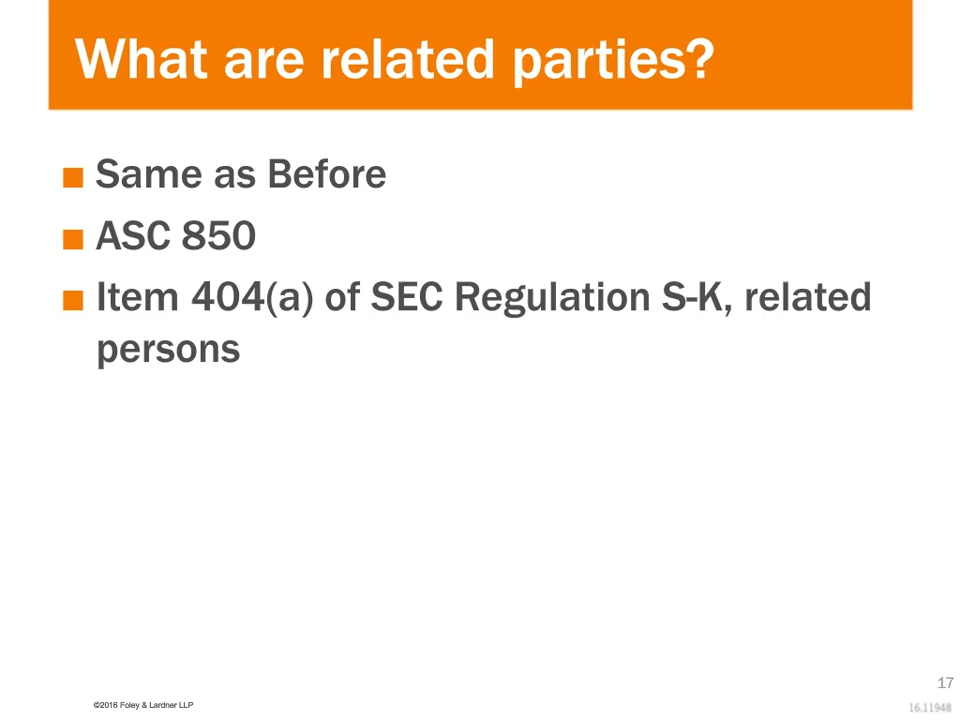 What are related parties?
■ Same as Before
■ ASC 850
■ Item 404(a) of SEC Regulation S-K, related
persons
17
©2016 Foley & Lardner LLP
16.11948